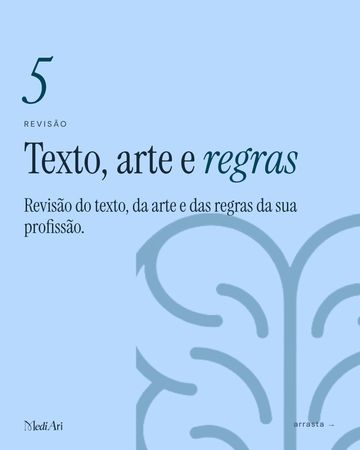 5
REVISÃO
Texto, arte e regras
Revisão do texto, da arte e das regras da sua
profissão.
MediAri
arrasta →